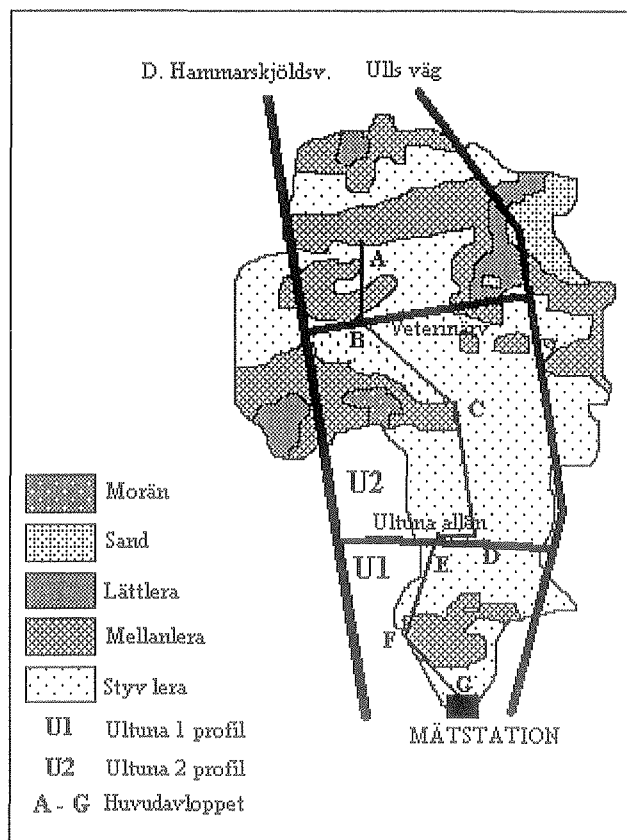 D. Hammarskjöldsv. Ulls väg
A
Veterinärv
B
C
U2
Ultuna allén
U1
E
D
F
G
MÄTSTATION
Morän
Sand
Lättlera
Mellanlera
Styv lera
U1 Ultuna 1 profil
U2 Ultuna 2 profil
A - G Huvudavloppet